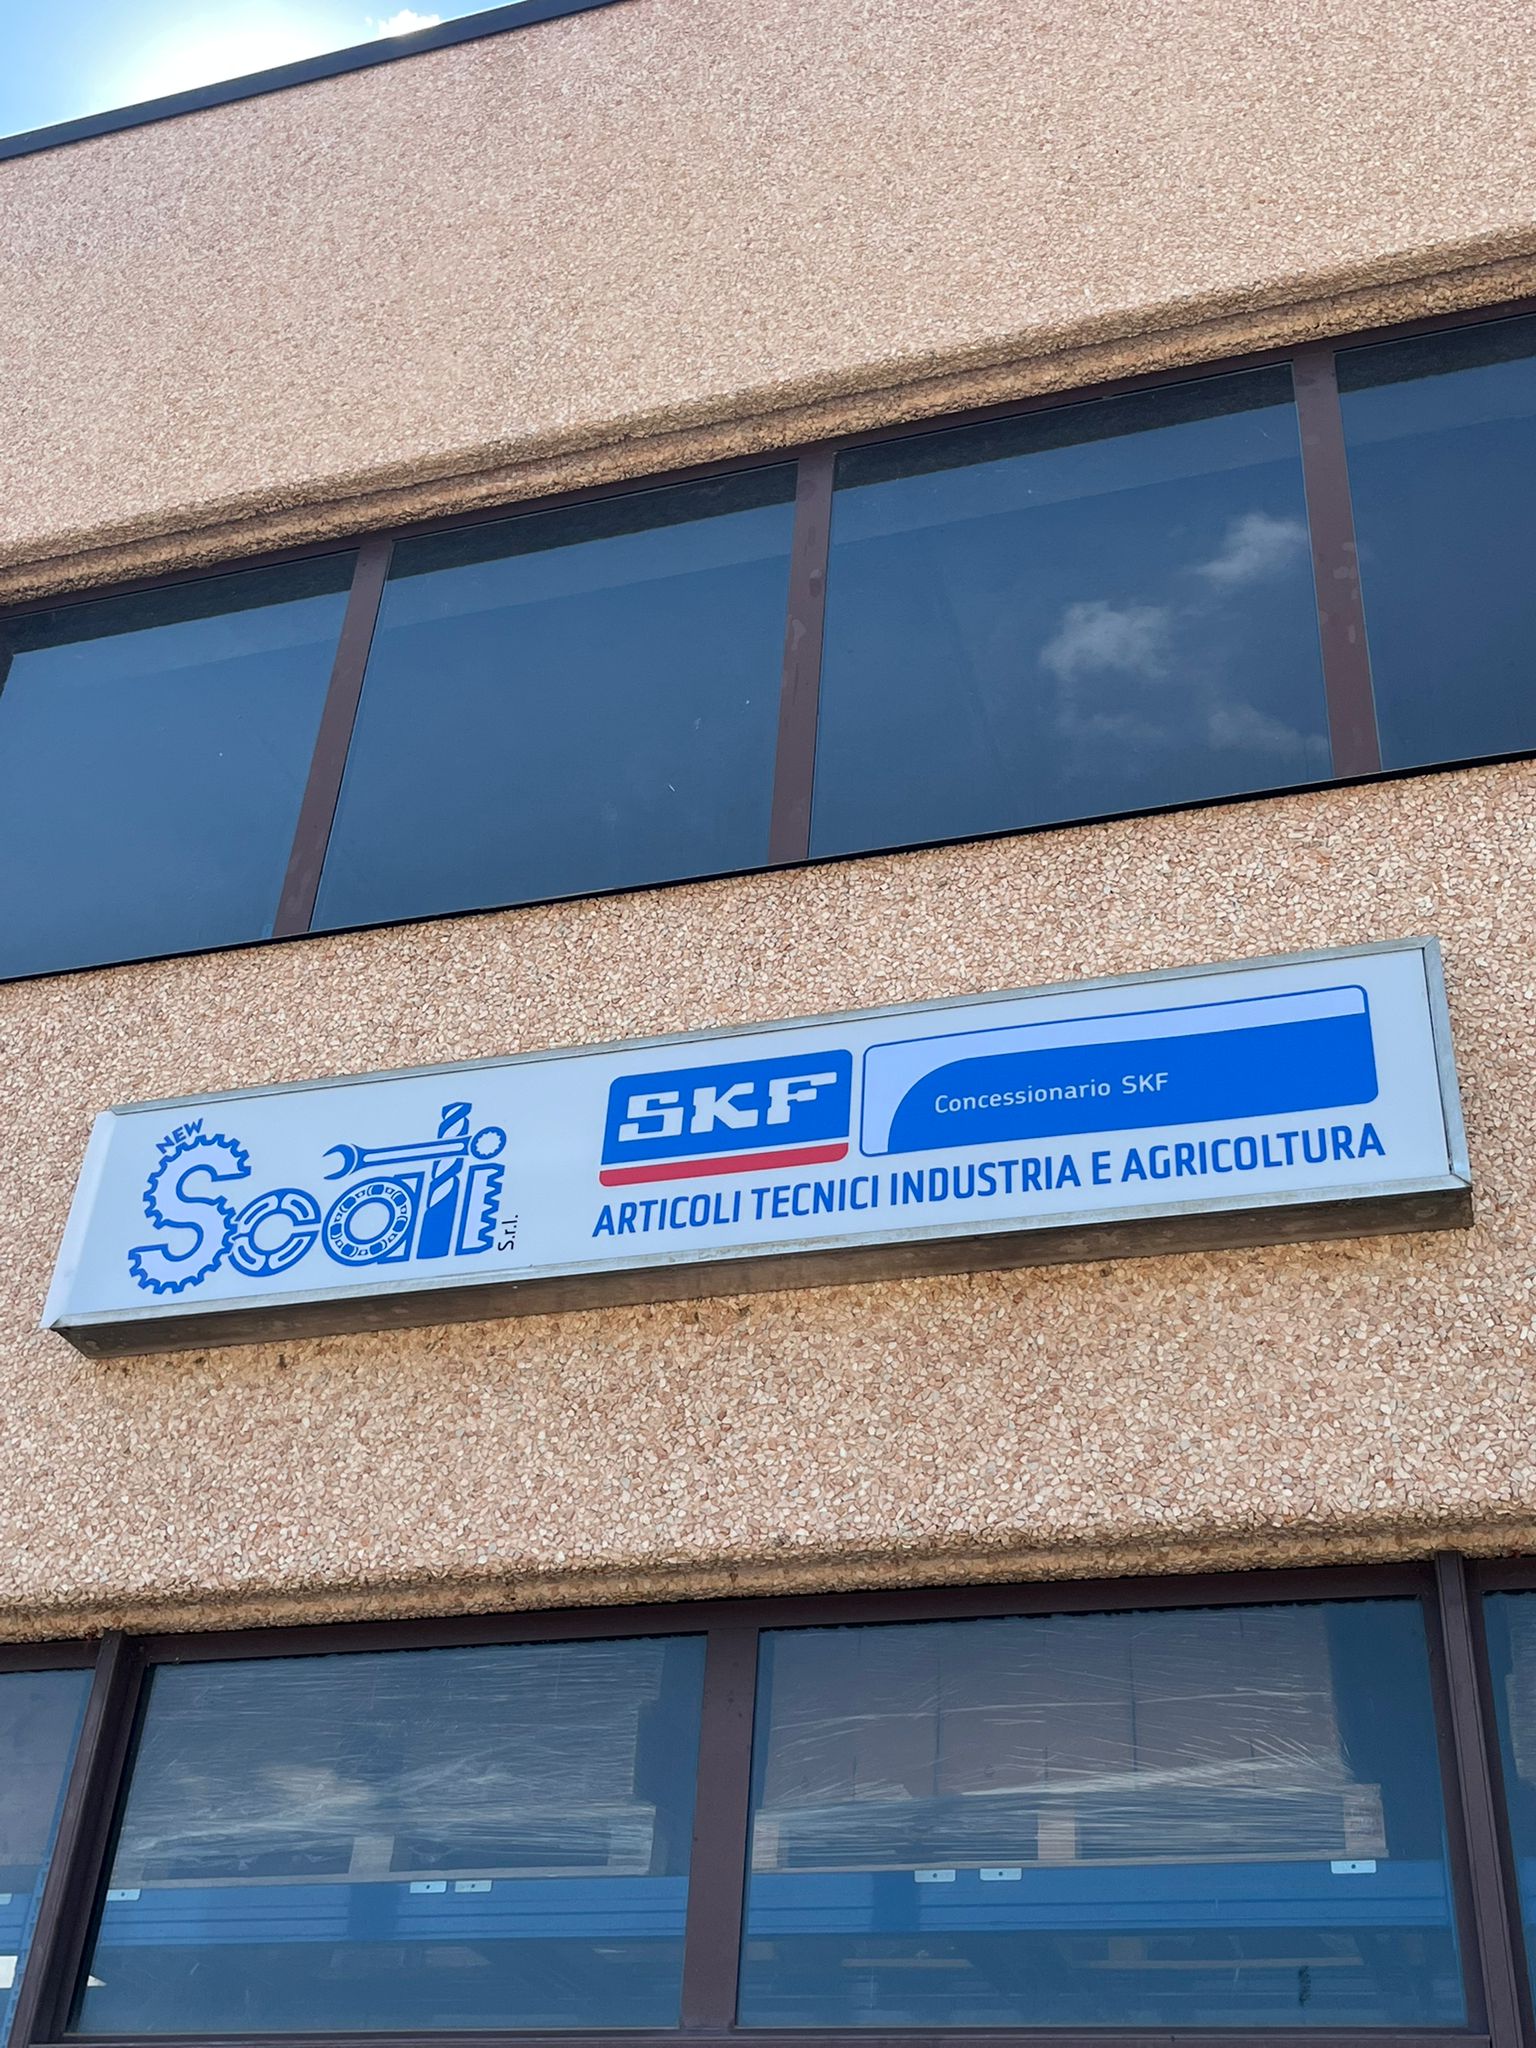 NEW
Scati S.r.l.
SKF
Concessionario SKF
ARTICOLI TECNICI INDUSTRIA E AGRICOLTURA